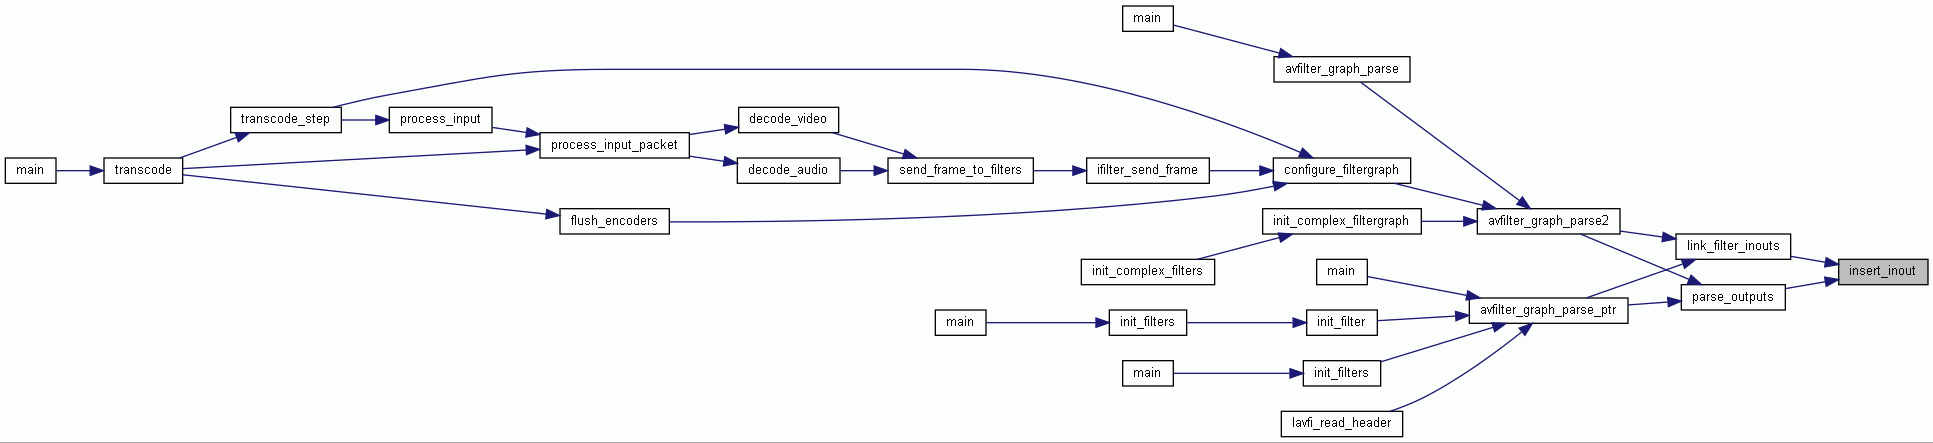 main
avfilter_graph_parse
transcode_step
process_input
decode_video
process_input_packet
main
transcode
decode_audio
send_frame_to_filters
ifilter_send_frame
configure_filtergraph
flush_encoders
init_complex_filtergraph
avfilter_graph_parse2
link_filter_inouts
init_complex_filters
main
insert_inout
parse_outputs
avfilter_graph_parse_ptr
main
init_filters
init_filter
main
init_filters
lavfi_read_header